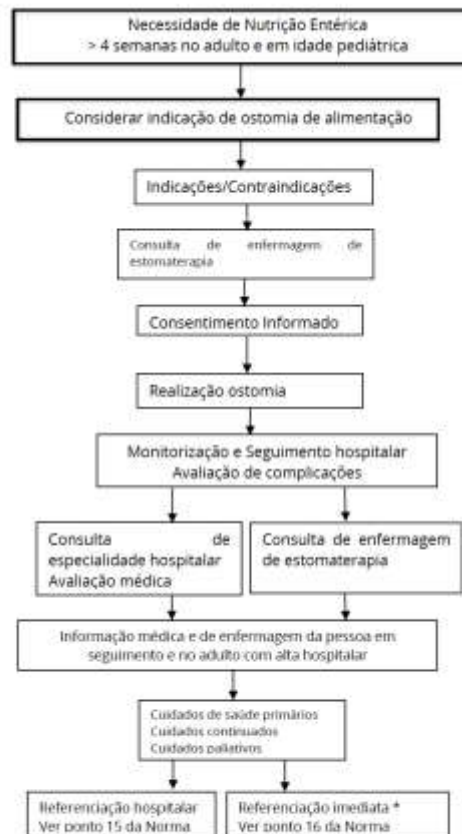 Necessidade de Nutrição Entérica
> 4 semanas no adulto e em idade pediátrica
Considerar indicação de ostomia de alimentação
Indicações/Contraindicações
Consulta de enfermagem de
estomaterapia
Consentimento Informado
Realização ostomia
Monitorização e Seguimento hospitalar
Avaliação de complicações
Consulta de
especialidade hospitalar
Avaliação médica
Consulta de enfermagem
de estomaterapia
Informação médica e de enfermagem da pessoa em
seguimento e no adulto com alta hospitalar
Cuidados de saúde primários
Cuidados continuados
Cuidados paliativos
Referenciação hospitalar
Ver ponto 15 da Norma
Referenciação imediata *
Ver ponto 16 da Norma